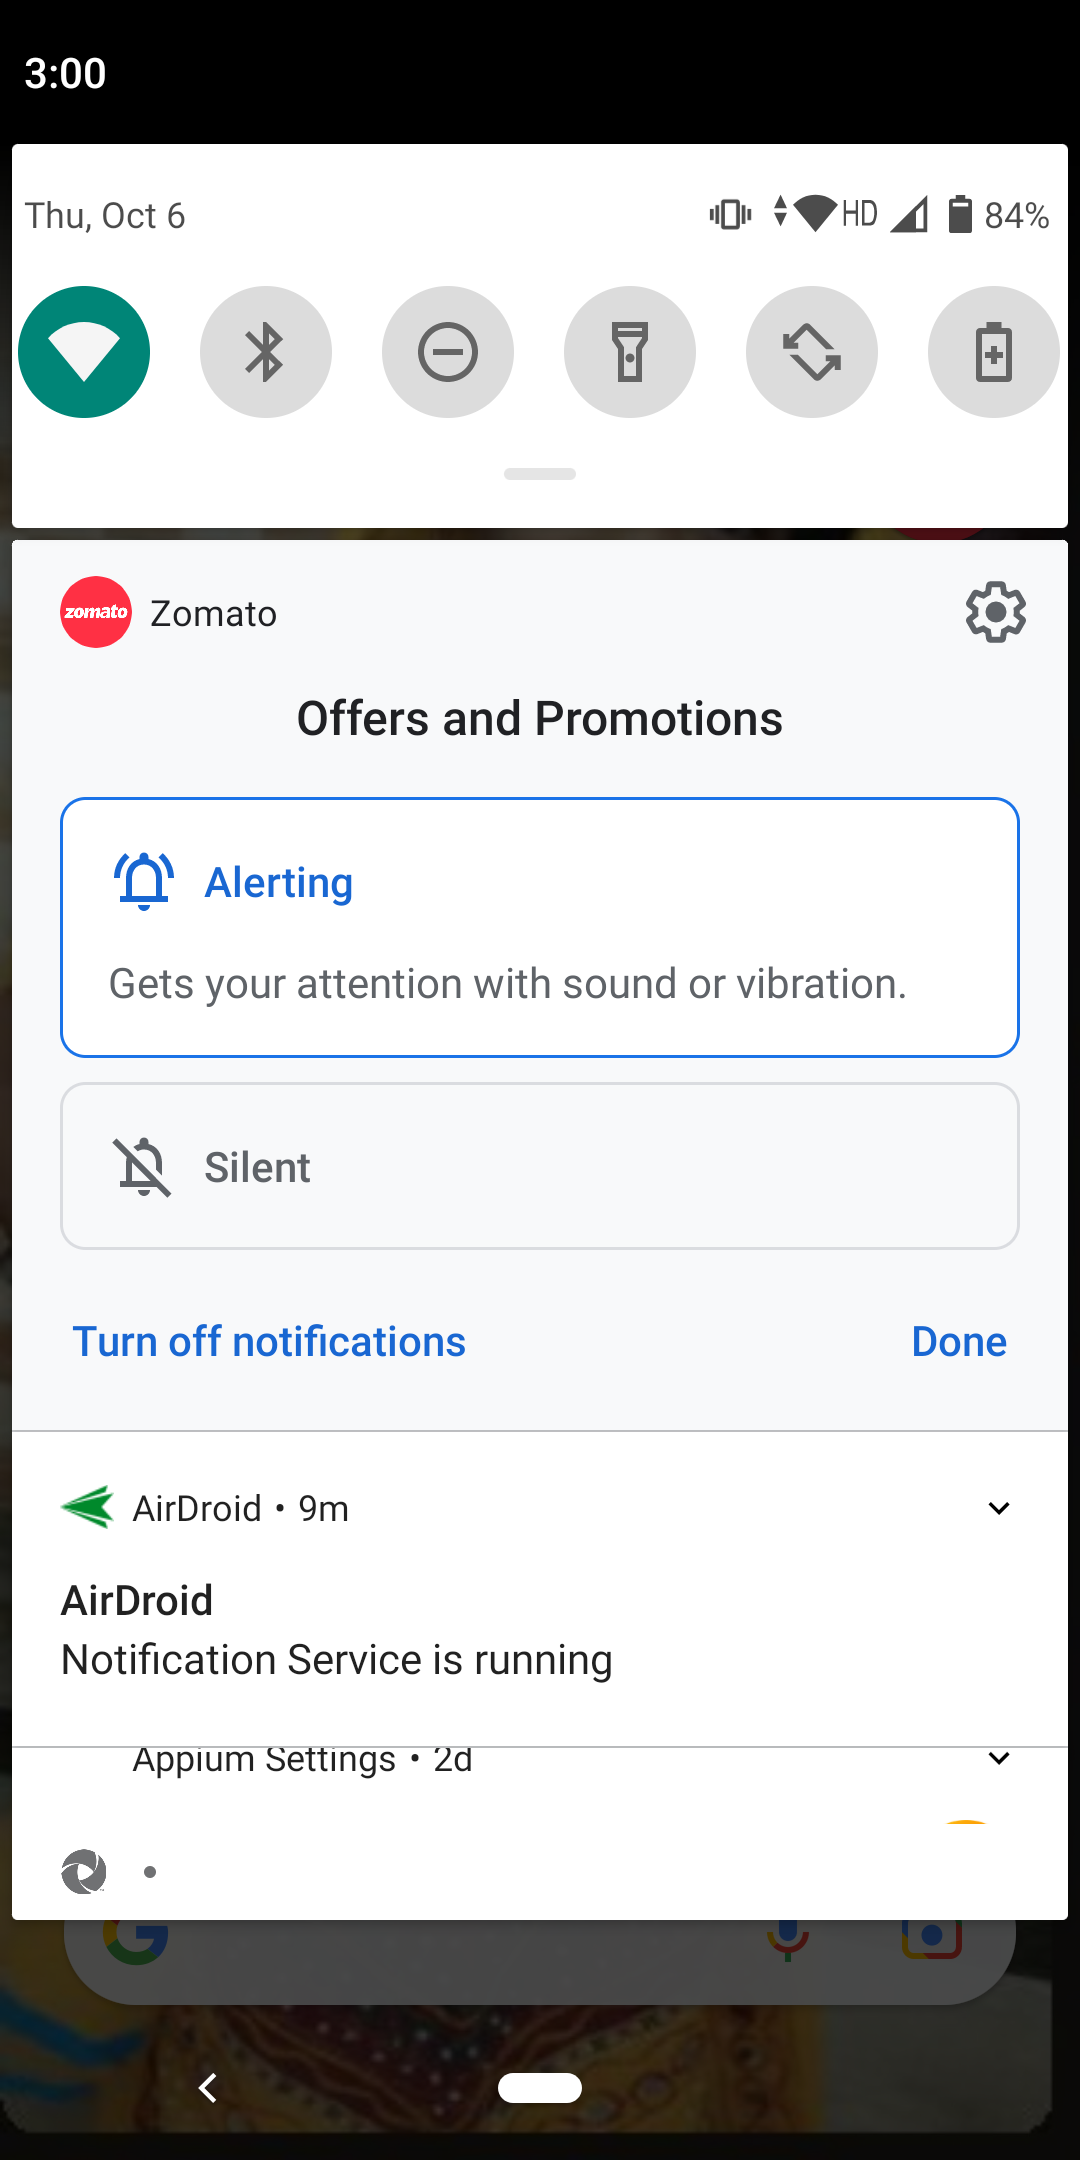 3:00
Thu, Oct 6
HD
84%
zomato
Zomato
Offers and Promotions
Alerting
Gets your attention with sound or vibration.
Silent
Turn off notifications
Done
AirDroid • 9m
AirDroid
Notification Service is running
Appium Settings • 2d